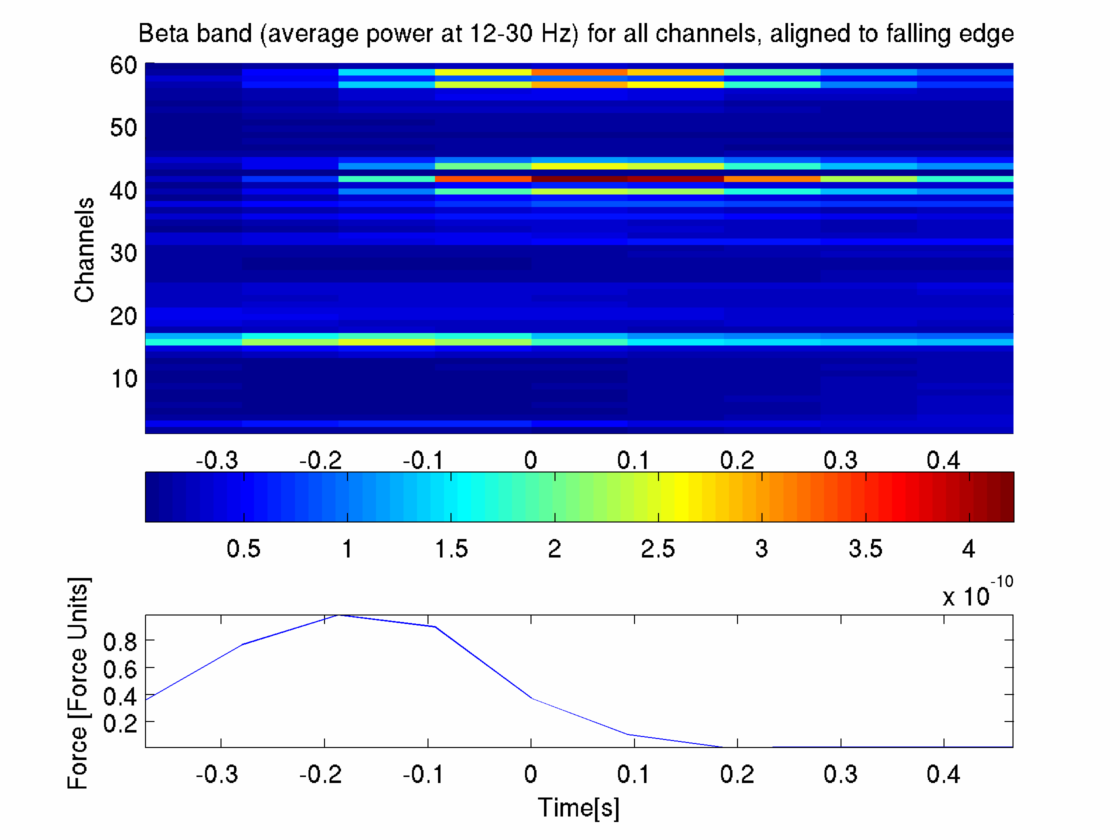 Beta band (average power at 12-30 Hz) for all channels, aligned to falling edge
60
50
40
30
20
10
Channels
-0.3 -0.2 -0.1 0 0.1 0.2 0.3 0.4
0.5 1 1.5 2 2.5 3 3.5 4
x 10^-10
Force [Force Units]
0.8
0.6
0.4
0.2
-0.3 -0.2 -0.1 0 0.1 0.2 0.3 0.4
Time[s]